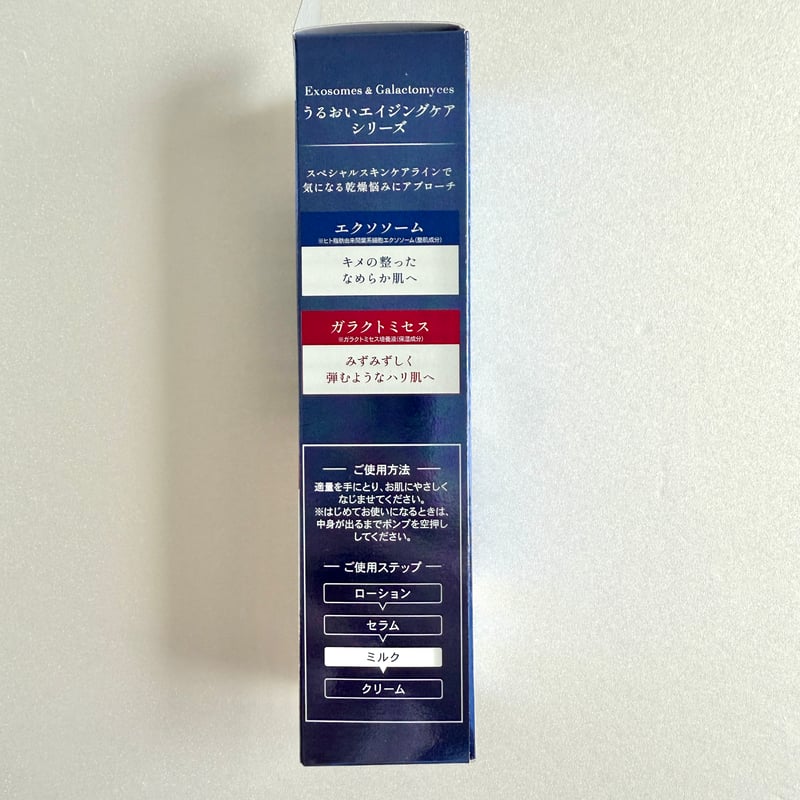 Exosomes & Galactomyces
うるおいエイジングケア
シリーズ
スペシャルスキンケアラインで
気になる乾燥悩みにアプローチ
エクソソーム
※ヒト脂肪由来間葉系細胞エクソソーム(整肌成分)
キメの整った
なめらか肌へ
ガラクトミセス
※ガラクトミセス培養液(保湿成分)
みずみずしく
弾むようなハリ肌へ
ご使用方法
適量を手にとり、お肌にやさしく
なじませてください。
※はじめてお使いになるときは、
中身が出るまでポンプを空押し
してください。
ご使用ステップ
ローション
セラム
ミルク
クリーム